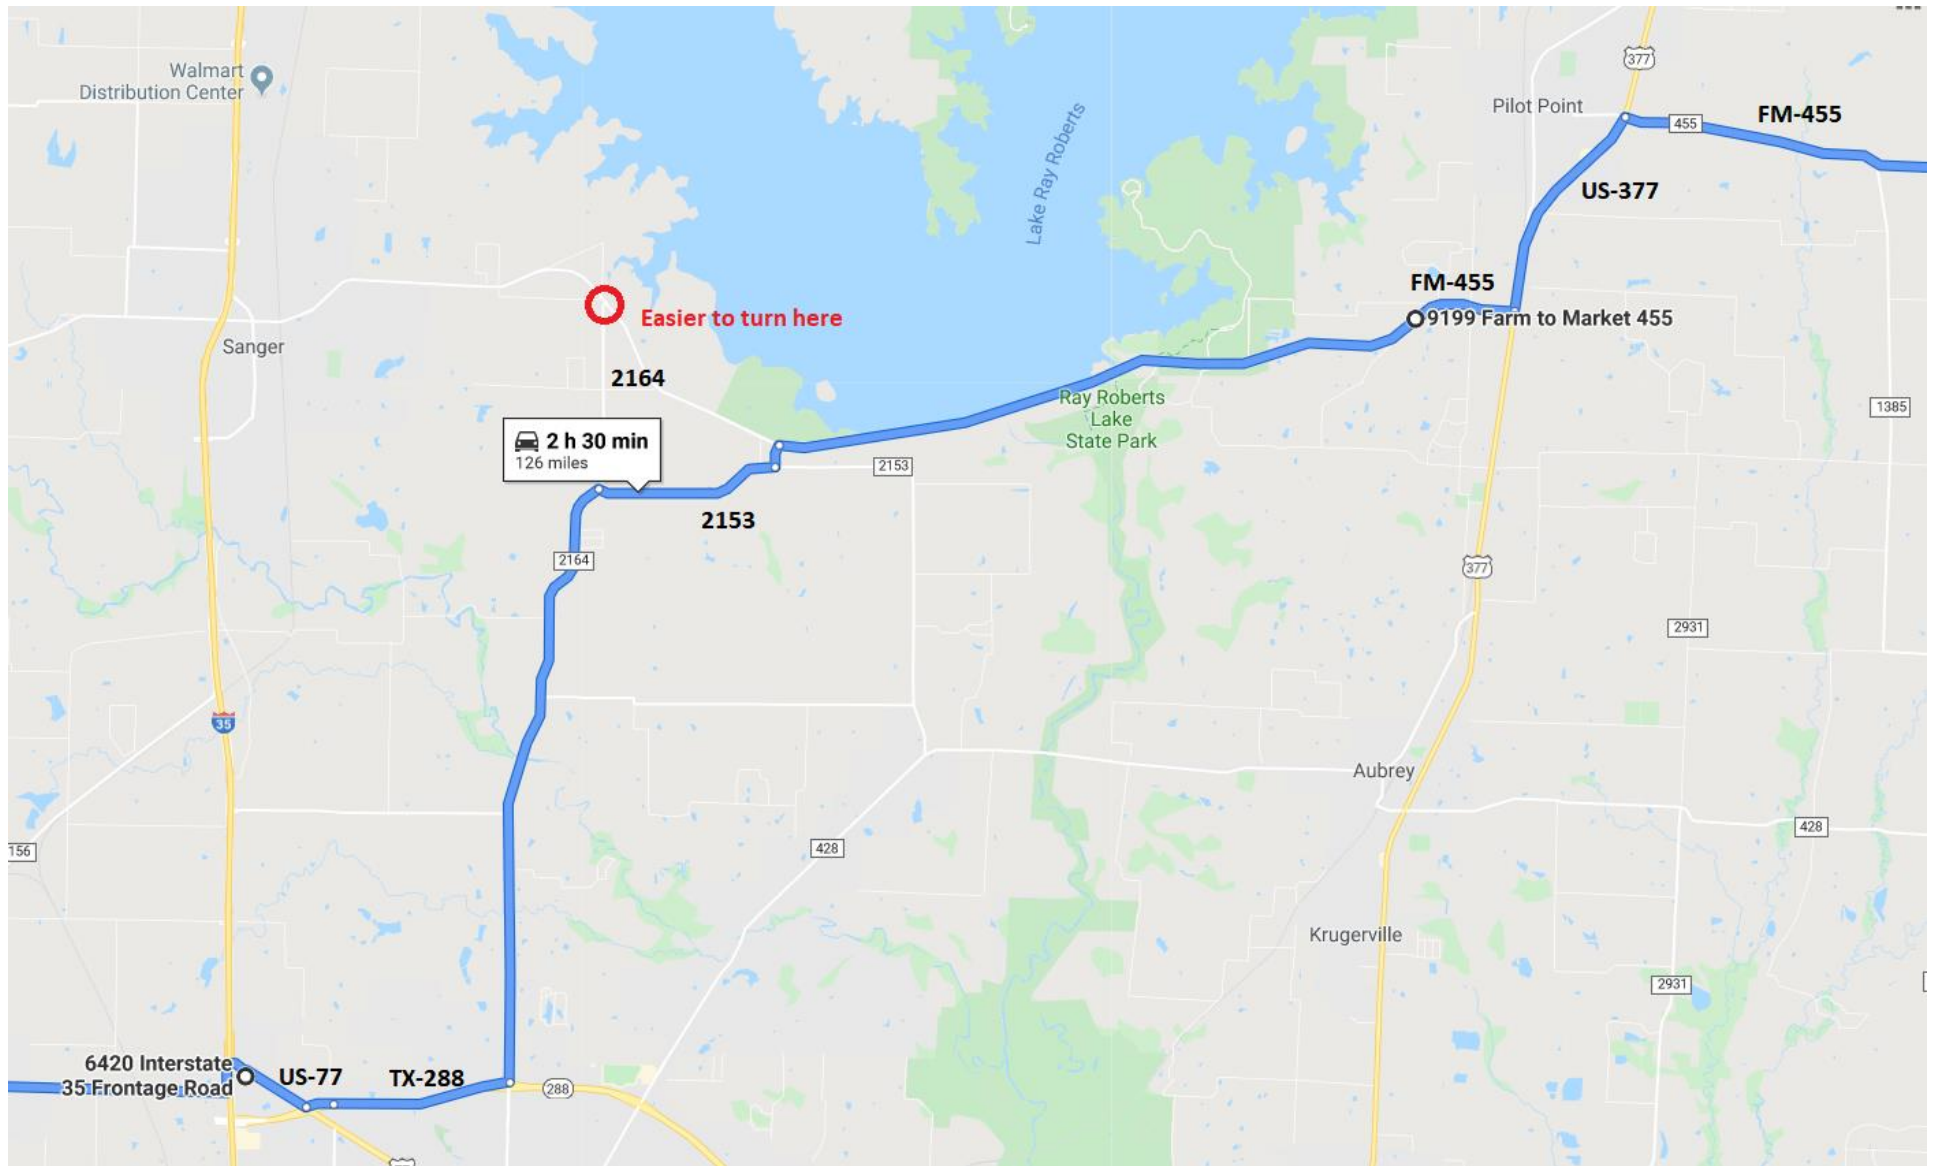 Walmart
Distribution Center
377
Pilot Point
455
FM-455
Lake Ray Roberts
US-377
FM-455
9199 Farm to Market 455
Easier to turn here
Sanger
2164
Ray Roberts
Lake
State Park
1385
2 h 30 min
126 miles
2153
2153
2164
377
2931
35
Aubrey
428
428
156
Krugerville
2931
6420 Interstate
35 Frontage Road
US-77
TX-288
288